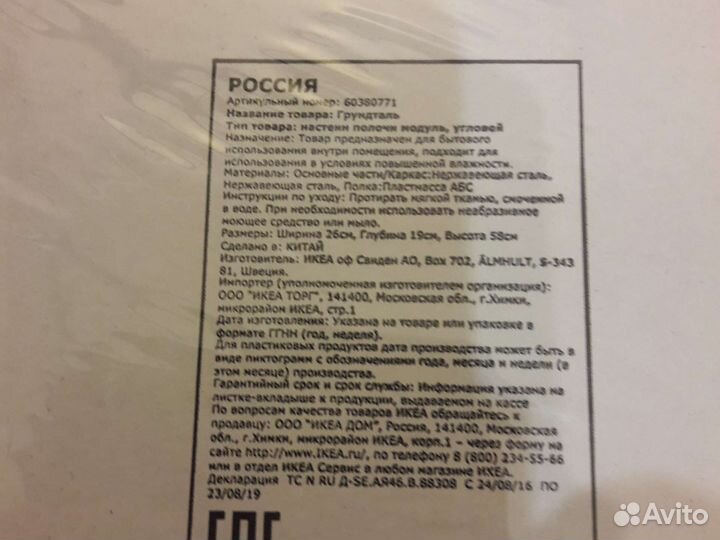 РОССИЯ
Артикульный номер: 60380771
Название товара: Грундталь
Тип товара: настенн полочн модуль, угловой
Назначение: Товар предназначен для бытового
использования внутри помещения, подходит для
использования в условиях повышенной влажности.
Материалы: Основные части/Каркас:Нержавеющая сталь,
Нержавеющая сталь, Полка:Пластмасса АБС
Инструкции по уходу: Протирать мягкой тканью, смоченной
в воде. При необходимости использовать неабразивное
моющее средство или мыло.
Размеры: Ширина 26см, Глубина 19см, Высота 58см
Сделано в: КИТАЙ
Изготовитель: ИКЕА оф Свиден АО, Box 702, ÄLMHULT, S-343
81, Швеция.
Импортер (уполномоченная изготовителем организация):
ООО "ИКЕА ТОРГ", 141400, Московская обл., г.Химки,
микрорайон ИКЕА, стр.1
Дата изготовления: Указана на товаре или упаковке в
формате ГГНН (год, неделя).
Для пластиковых продуктов дата производства может быть в
виде пиктограмм с обозначениями года, месяца и недели (в
этом месяце) производства.
Гарантийный срок и срок службы: Информация указана на
листке-вкладыше к продукции, выдаваемом на кассе
По вопросам качества товаров ИКЕА обращайтесь к
продавцу: ООО "ИКЕА ДОМ", Россия, 141400, Московская
обл., г.Химки, микрорайон ИКЕА, корп.1 – через форму на
сайте http://www.IKEA.ru/, по телефону 8 (800) 234-55-66
или в отдел ИКЕА Сервис в любом магазине ИКЕА.
Декларация ТС N RU Д-SE.АЯ46.В.88308 С 24/08/16 ПО
23/08/19
Avito